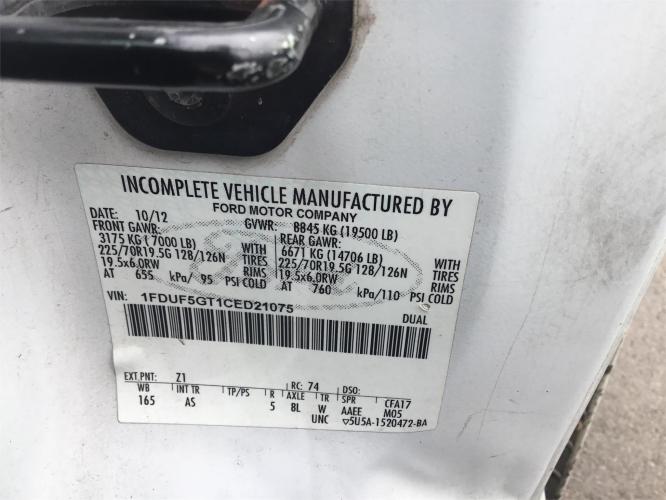 INCOMPLETE VEHICLE MANUFACTURED BY
FORD MOTOR COMPANY
DATE: 10/12 GVWR: 8845 KG (19500 LB)
FRONT GAWR: REAR GAWR:
3175 KG (7000 LB) WITH 6671 KG (14706 LB) WITH
225/70R19.5G 128/126N TIRES 225/70R19.5G 128/126N TIRES
19.5x6.0RW RIMS 19.5x6.0RW RIMS
AT 655 kPa/ 95 PSI COLD AT 760 kPa/110 PSI COLD
VIN: 1FDUF5GT1CED21075 DUAL
EXT PNT: Z1 RC: 74 DSO:
WB INT TR TP/PS R AXLE TR SPR CFA17
165 AS 5 8L W AAEE M05
UNC ▽5U5A-1520472-BA